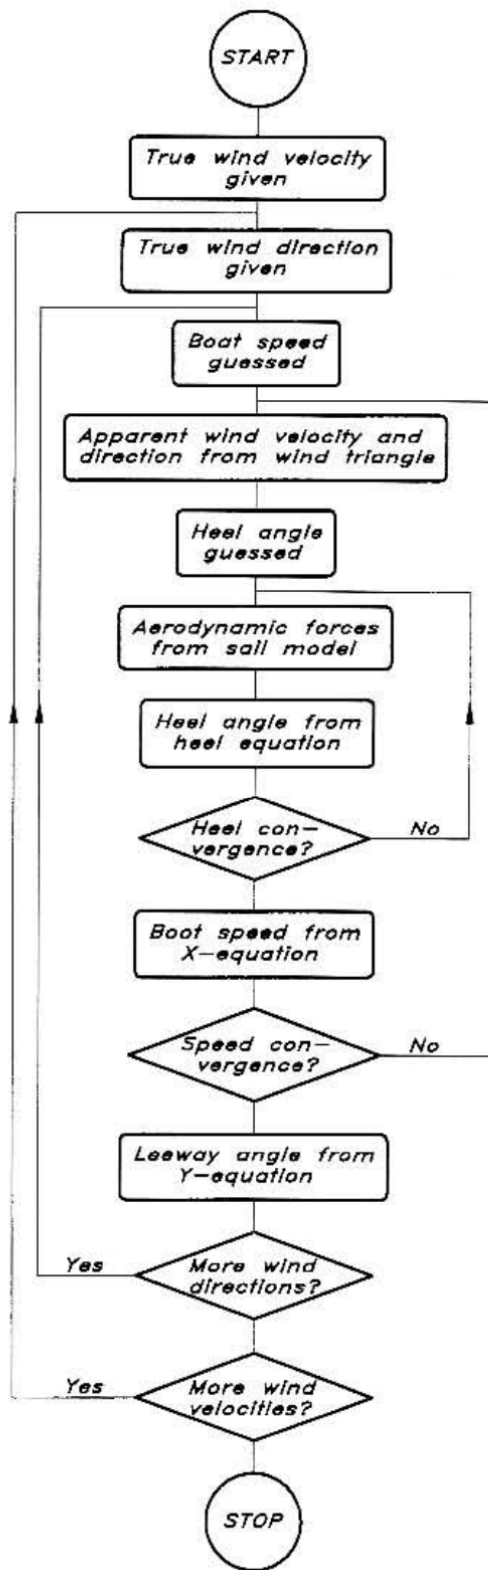 START
True wind velocity
given
True wind direction
given
Boat speed
guessed
Apparent wind velocity and
direction from wind triangle
Heel angle
guessed
Aerodynamic forces
from sail model
Heel angle from
heel equation
Heel con-
vergence?
No
Boat speed from
X-equation
Speed con-
vergence?
No
Leeway angle from
Y-equation
Yes
More wind
directions?
Yes
More wind
velocities?
STOP